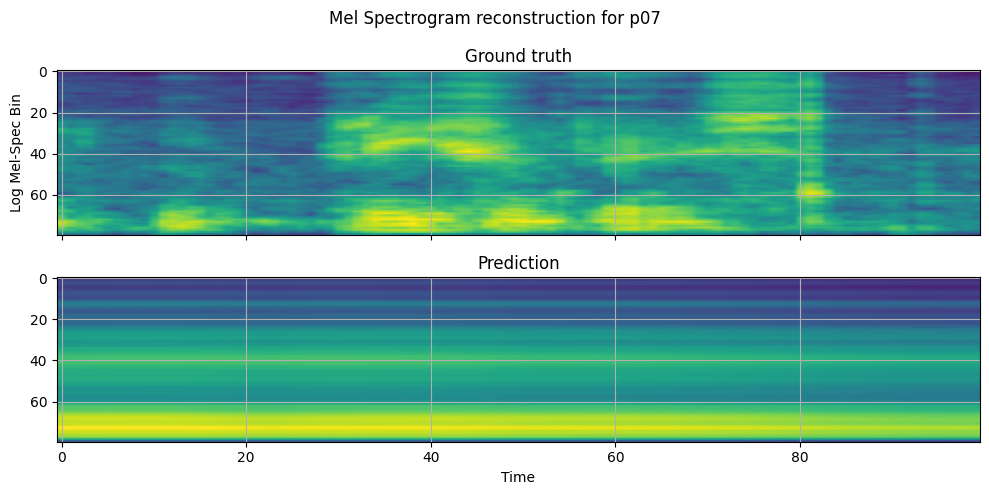 Mel Spectrogram reconstruction for p07
Ground truth
0
20
40
60
Log Mel-Spec Bin
Prediction
0
20
40
60
0 20 40 60 80
Time